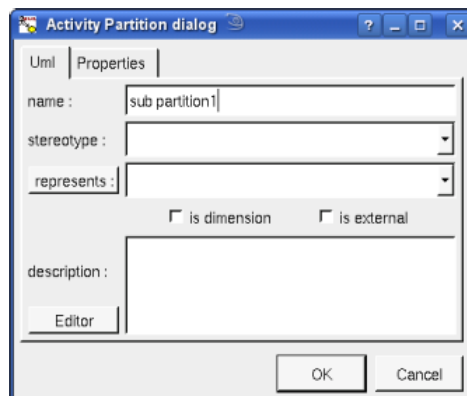 Activity Partition dialog ?
Uml Properties
name : sub partition1
stereotype :
represents :
is dimension is external
description :
Editor
OK Cancel